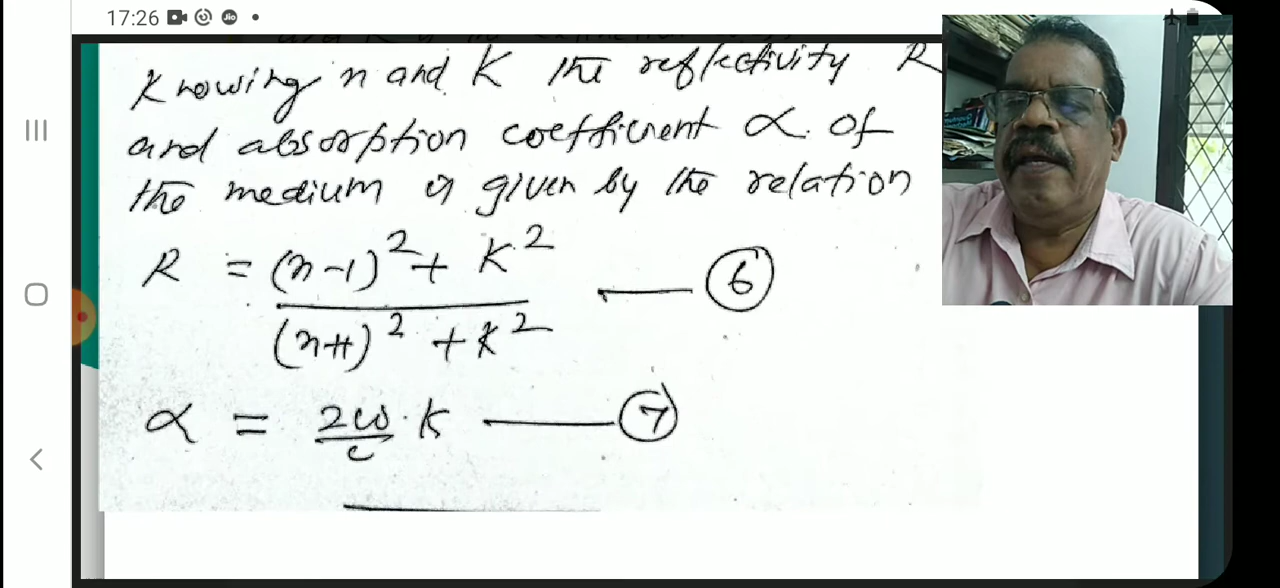 17:26
Jio
Knowing n and K the reflectivity R
and absorption coefficient α. of
the medium is given by the relation
R = (n-1)² + K² / (n+1)² + K² — 6
α = 2ω/c · K — 7